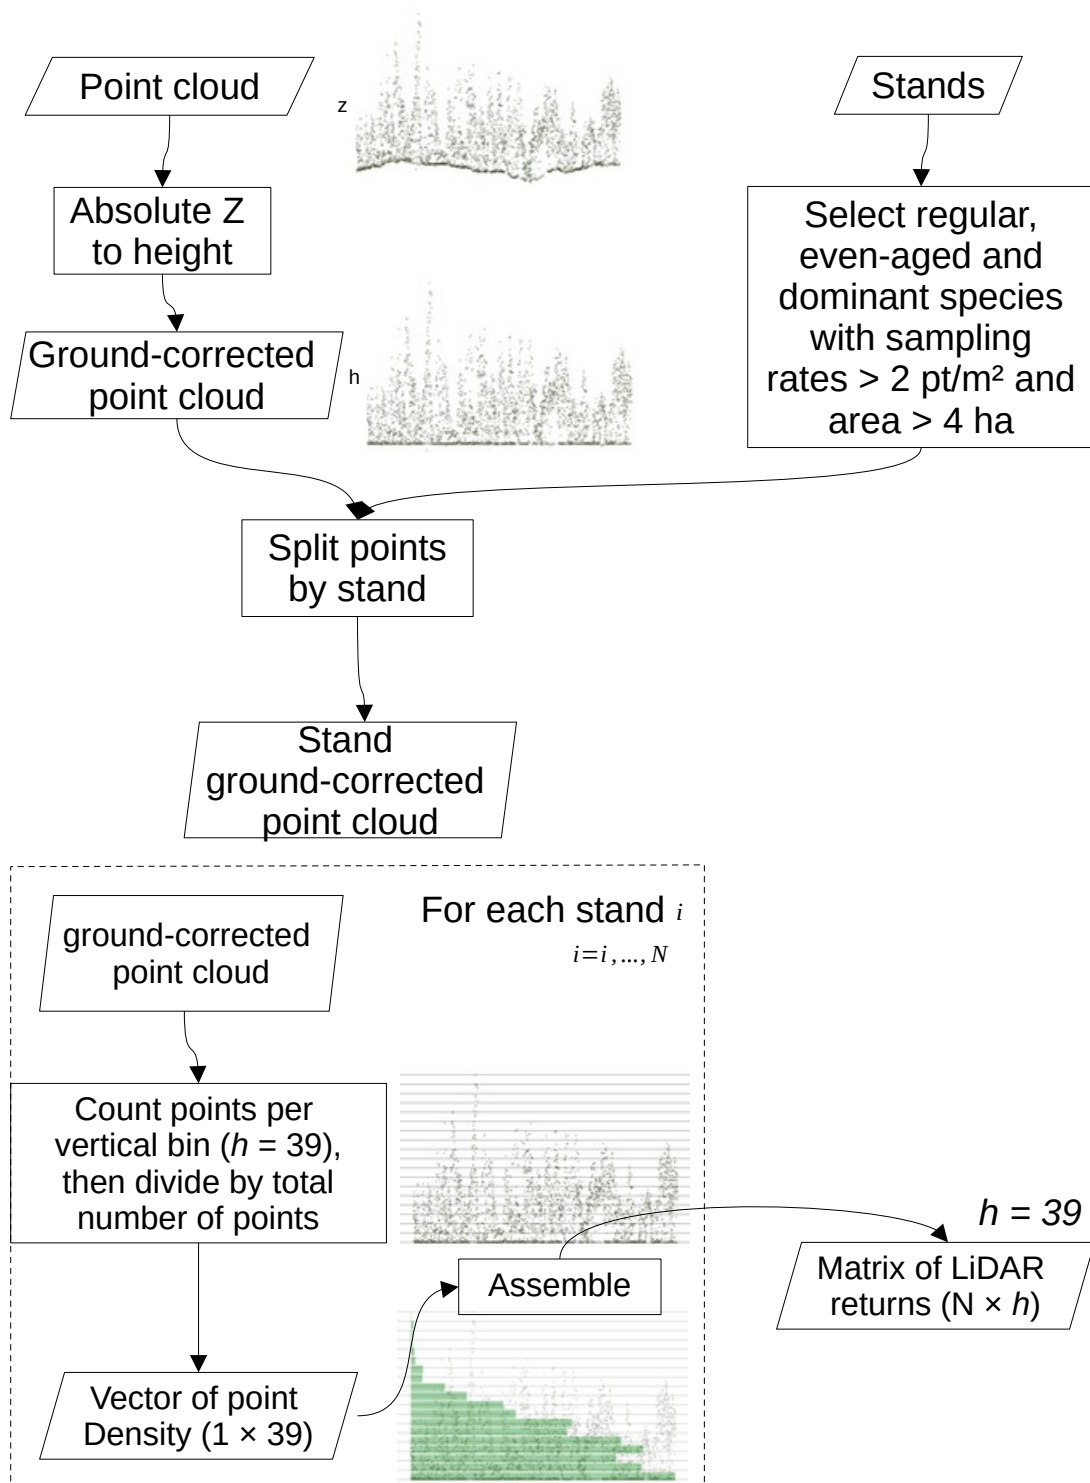 Point cloud
z
Stands
Absolute Z
to height
Select regular,
even-aged and
dominant species
with sampling
rates > 2 pt/m² and
area > 4 ha
Ground-corrected
point cloud
h
Split points
by stand
Stand
ground-corrected
point cloud
For each stand i
i=i,...,N
ground-corrected
point cloud
Count points per
vertical bin (h = 39),
then divide by total
number of points
h = 39
Matrix of LiDAR
returns (N × h)
Assemble
Vector of point
Density (1 × 39)